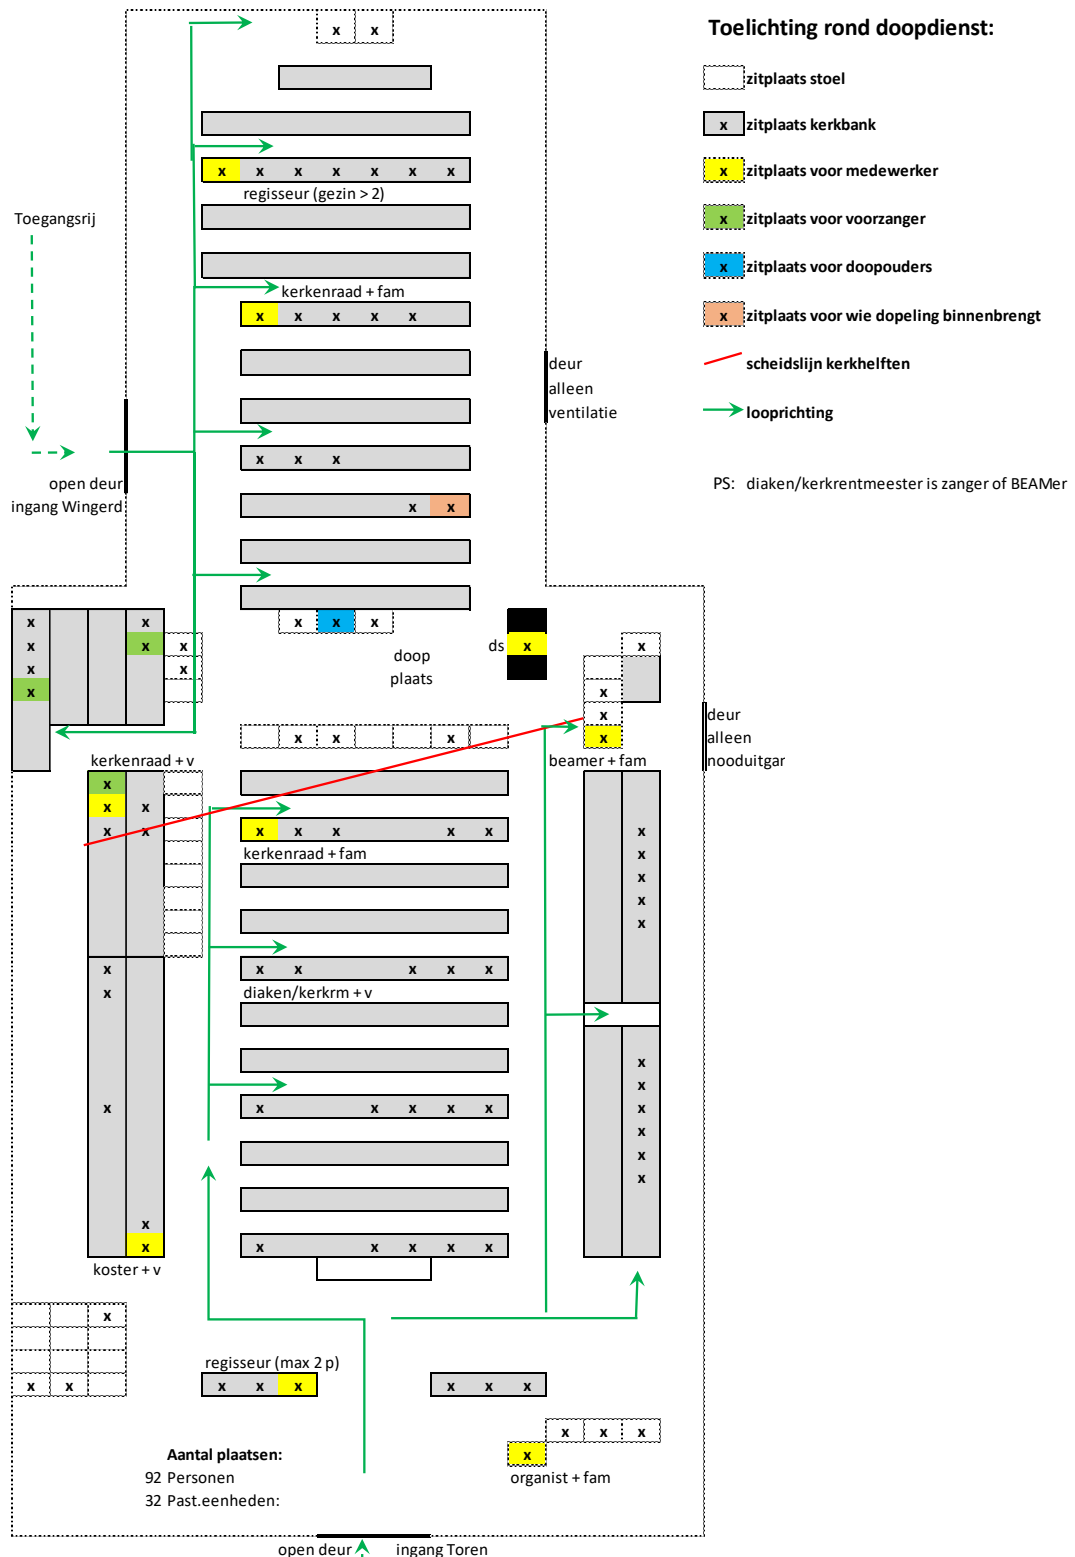 Toelichting rond doopdienst:
x x
zitplaats stoel
x zitplaats kerkbank
x x x x x x x
x zitplaats voor medewerker
regisseur (gezin > 2)
Toegangsrij
x zitplaats voor voorzanger
x zitplaats voor doopouders
kerkenraad + fam
x x x x x
x zitplaats voor wie dopeling binnenbrengt
deur
alleen
ventilatie
scheidslijn kerkhelften
looprichting
x x x
open deur
ingang Wingerd
PS: diaken/kerkrentmeester is zanger of BEAMer
x x
x x x x x
x x x ds x x
doop
plaats
x x
x x
x
deur
alleen
nooduitgar
x x x
x
kerkenraad + v
beamer + fam
x
x x
x x x x x x x x
kerkenraad + fam
x
x
x
x
x x x x x x
diaken/kerkrm + v
x
x
x
x x x x x x x
x
x
x
x
x x x x x x
koster + v
x
regisseur (max 2 p)
x x x x x x x x
x x x
Aantal plaatsen:
x
92 Personen
organist + fam
32 Past.eenheden:
open deur ingang Toren